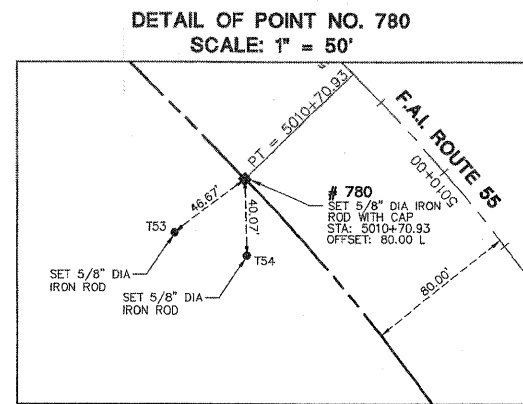 DETAIL OF POINT NO. 780
SCALE: 1" = 50'
PT = 5010+70.93
F.A.I. ROUTE 55
5010+00
# 780
SET 5/8" DIA IRON
ROD WITH CAP
STA: 5010+70.93
OFFSET: 80.00 L
46.67'
40.07'
T53
T54
SET 5/8" DIA
IRON ROD
SET 5/8" DIA
IRON ROD
80.00'